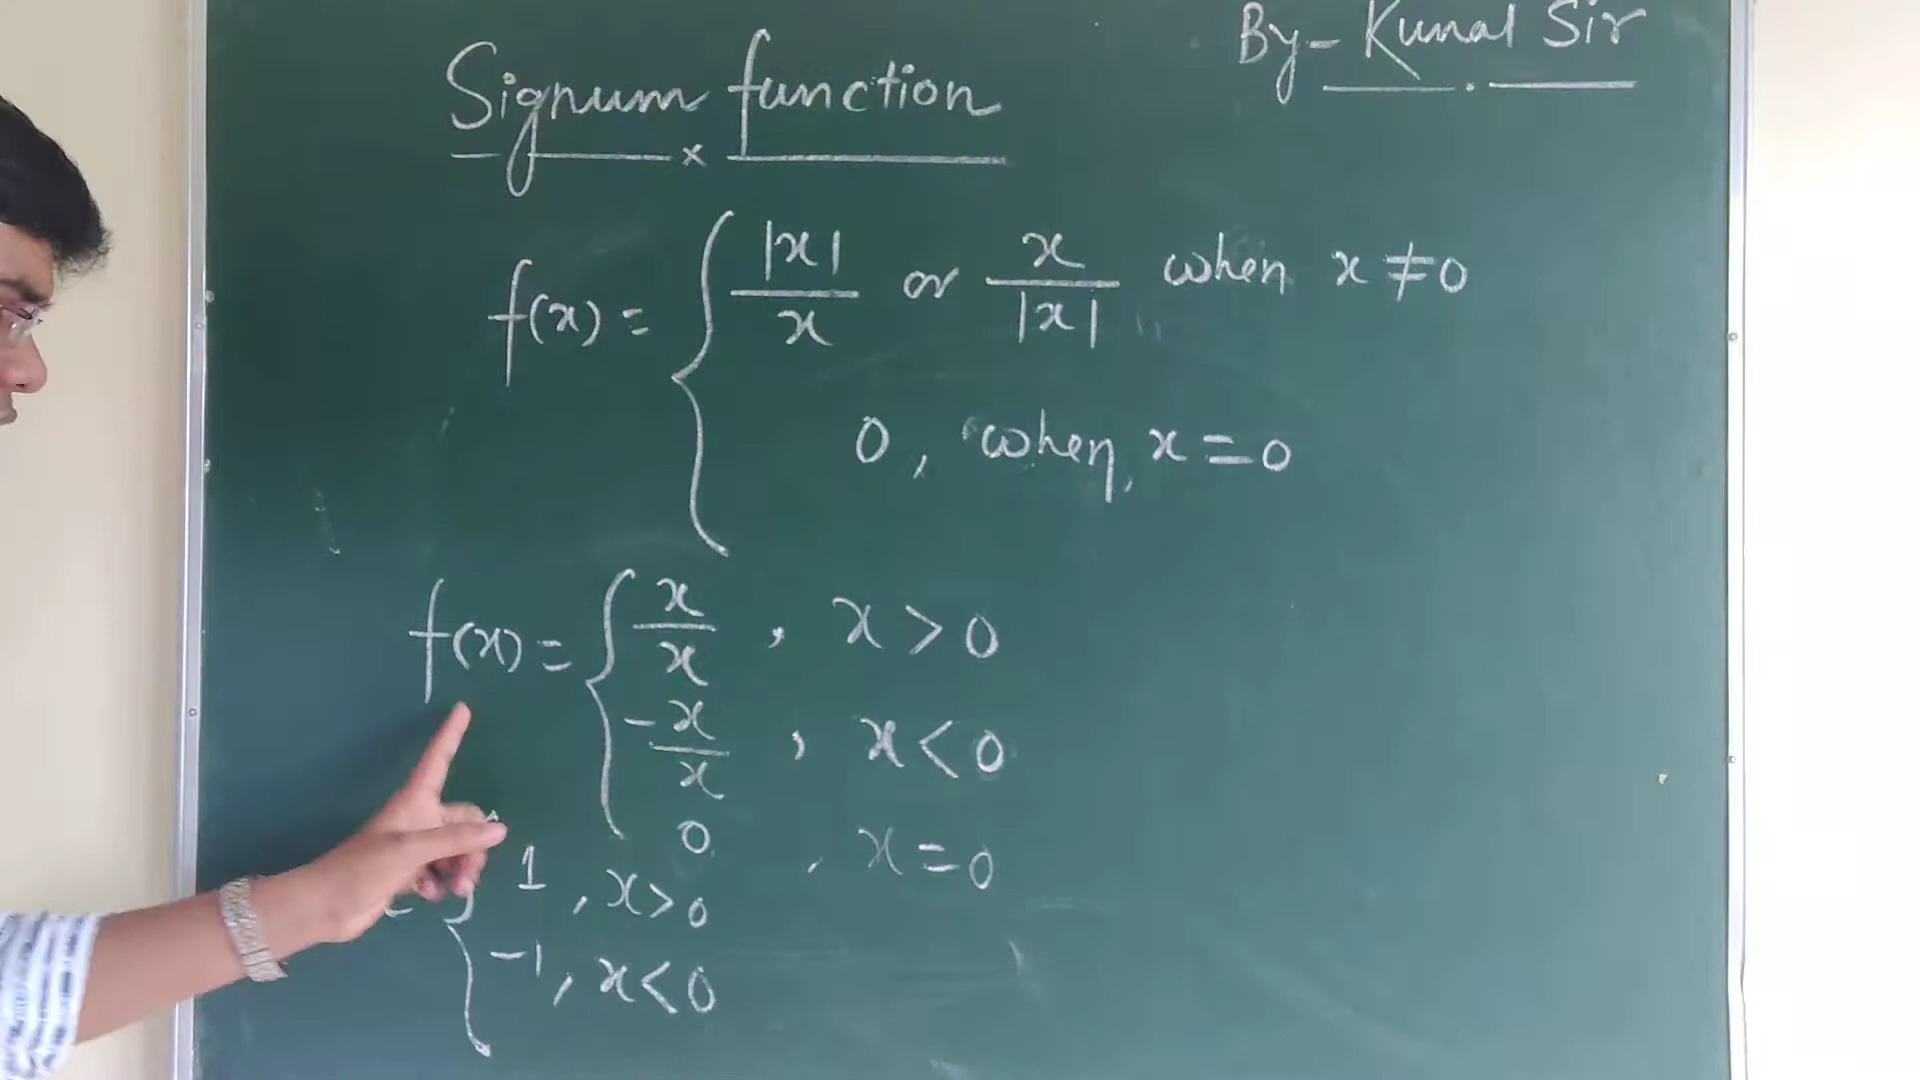 By- Kunal Sir
Signum function
f(x) = { |x|/x or x/|x| when x ≠ 0
0, when, x = 0
f(x) = { x/x , x > 0
-x/x , x < 0
0 , x = 0
{ 1 , x > 0
-1, x < 0